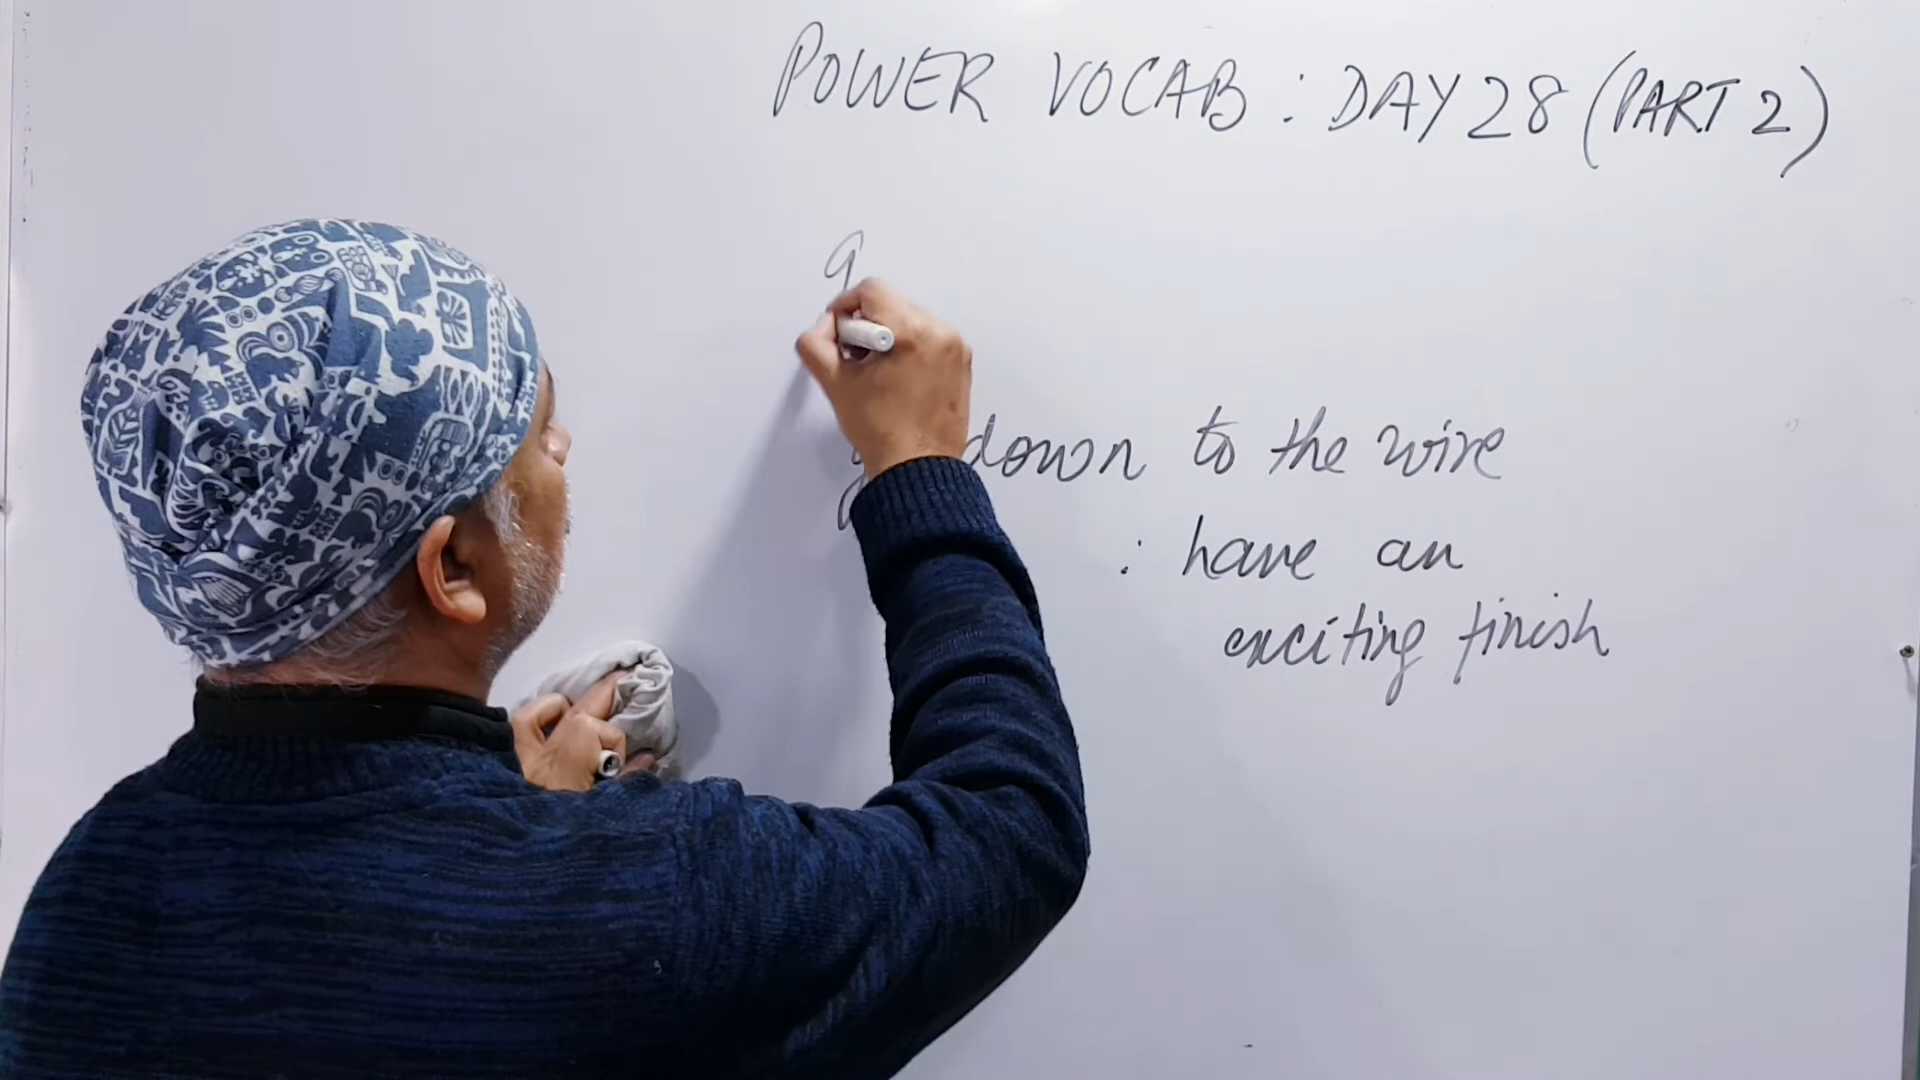 POWER VOCAB : DAY 28 (PART 2)
g
down to the wire
: have an
exciting finish